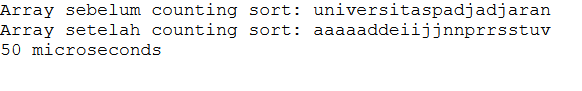 Array sebelum counting sort: universitaspadjadjaran
Array setelah counting sort: aaaaaddeiijjnnprrsstuv
50 microseconds